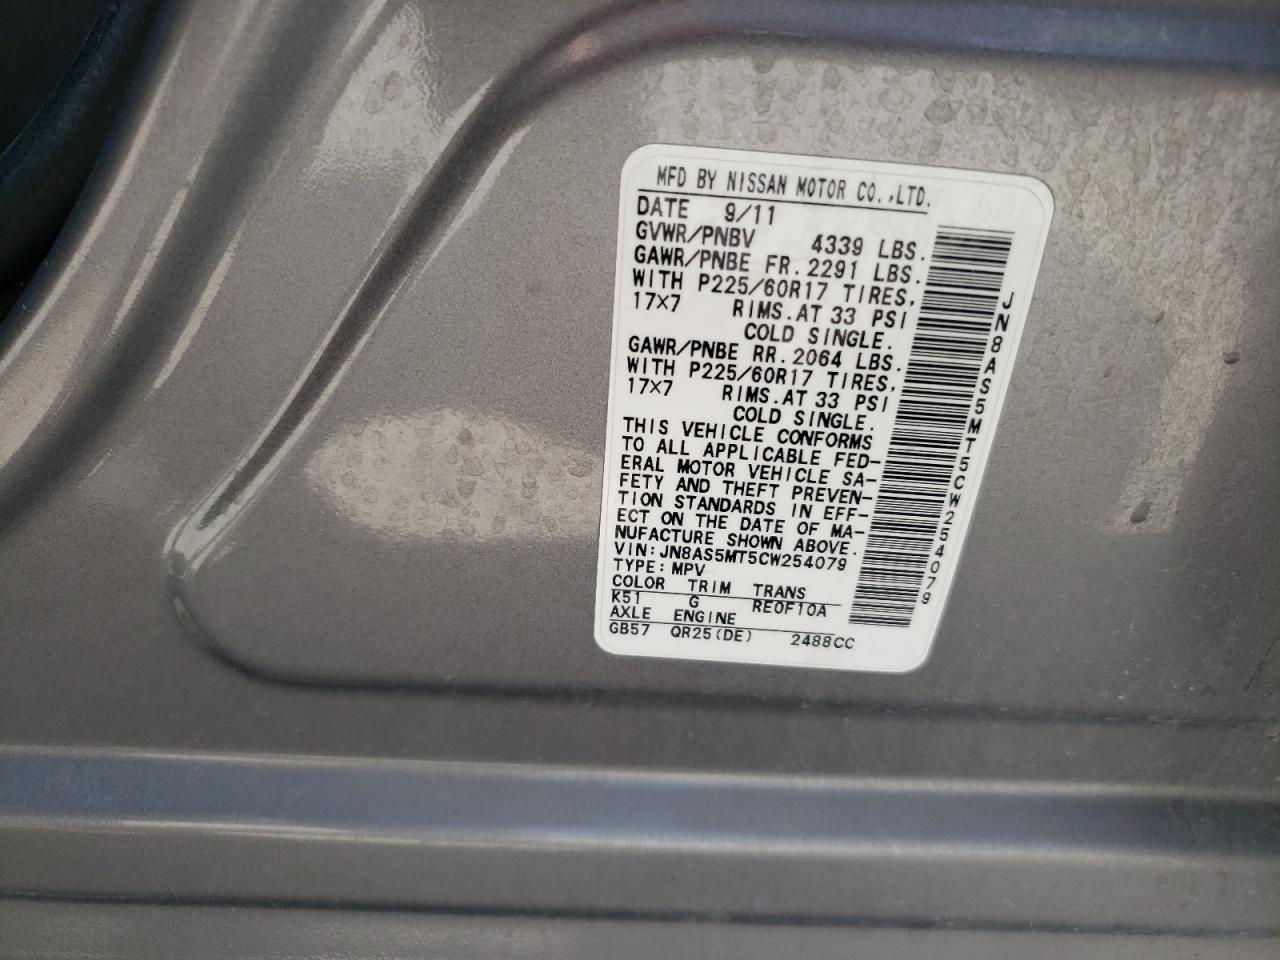 MFD BY NISSAN MOTOR CO.,LTD.
DATE 9/11
GVWR/PNBV 4339 LBS.
GAWR/PNBE FR.2291 LBS.
WITH P225/60R17 TIRES,
17×7 RIMS.AT 33 PSI
COLD SINGLE.
GAWR/PNBE RR.2064 LBS.
WITH P225/60R17 TIRES,
17×7 RIMS.AT 33 PSI
COLD SINGLE.
THIS VEHICLE CONFORMS
TO ALL APPLICABLE FED-
ERAL MOTOR VEHICLE SA-
FETY AND THEFT PREVEN-
TION STANDARDS IN EFF-
ECT ON THE DATE OF MA-
NUFACTURE SHOWN ABOVE.
VIN:JN8AS5MT5CW254079
TYPE:MPV
COLOR TRIM TRANS
K51 G RE0F10A
AXLE ENGINE
GB57 QR25(DE) 2488CC
JN8AS5MT5CW254079